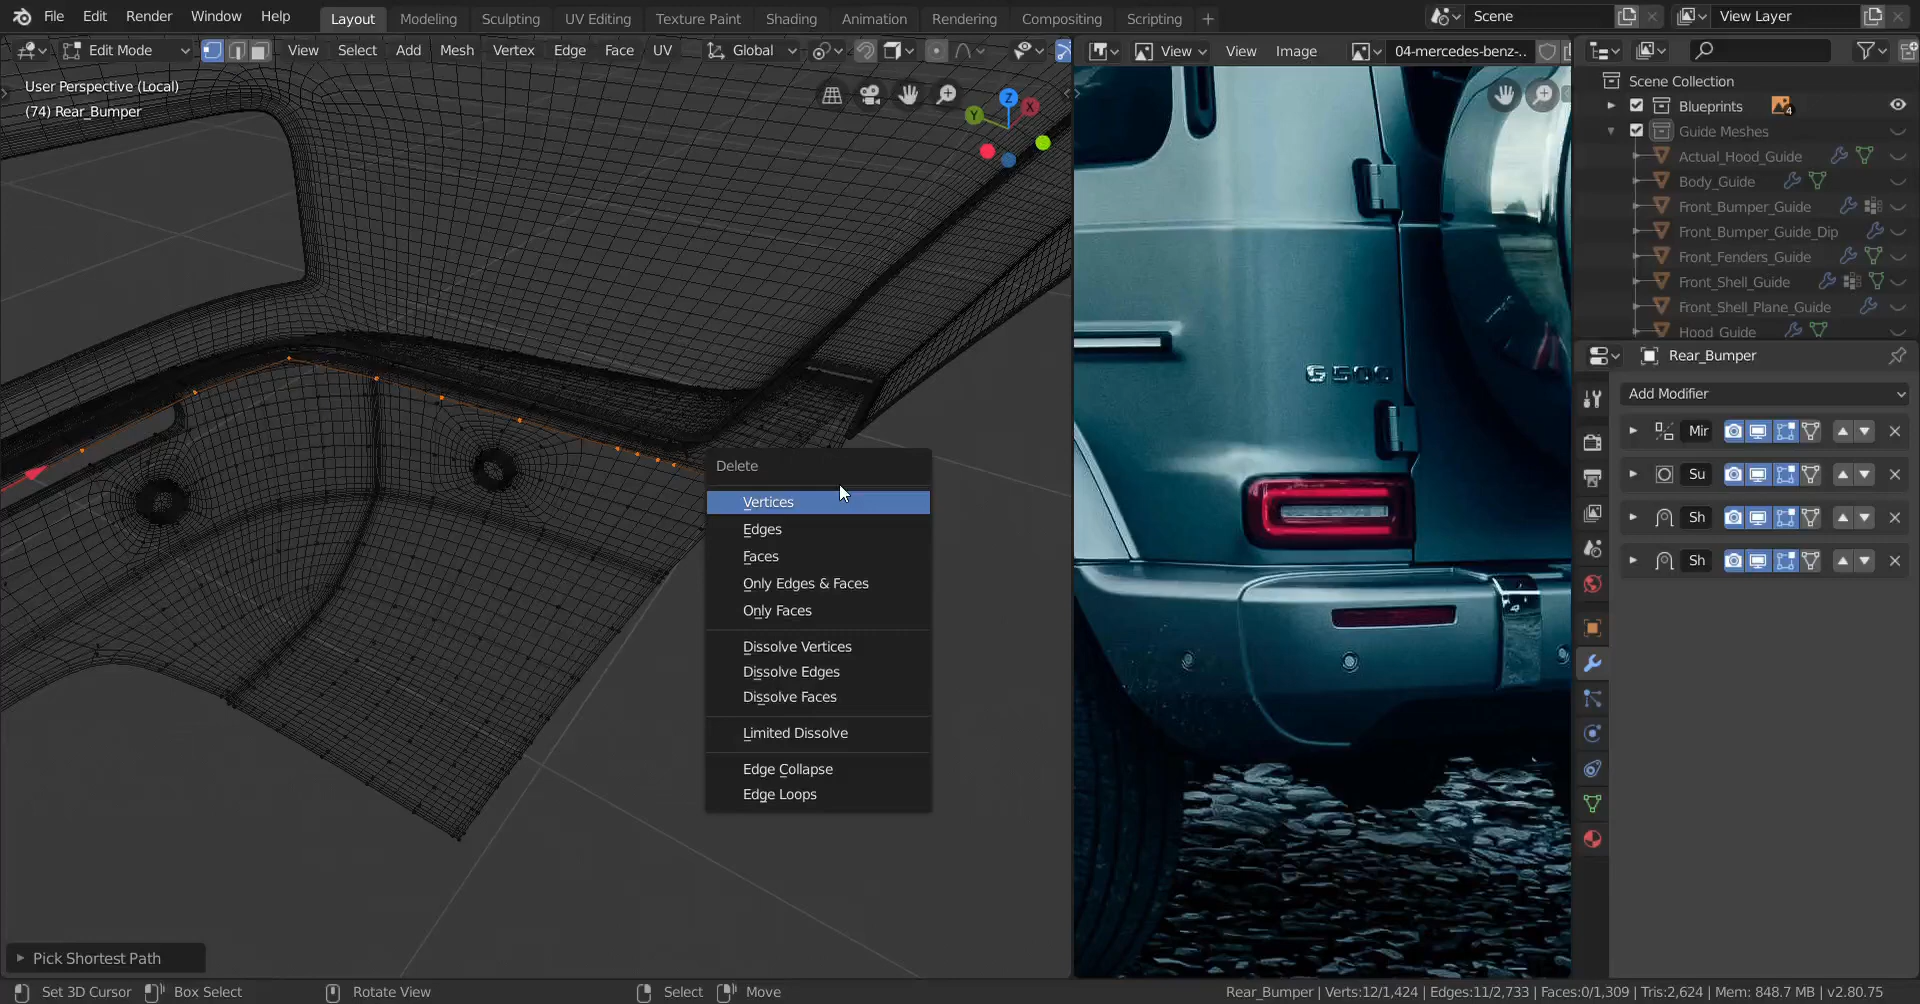 File Edit Render Window Help Layout Modeling Sculpting UV Editing Texture Paint Shading Animation Rendering Compositing Scripting + Scene View Layer
Edit Mode View Select Add Mesh Vertex Edge Face UV Global View View Image 04-mercedes-benz-..
User Perspective (Local)
(74) Rear_Bumper
Z
X
Y
Scene Collection
Blueprints 4
Guide Meshes
Actual_Hood_Guide
Body_Guide
Front_Bumper_Guide
Front_Bumper_Guide_Dip
Front_Fenders_Guide
Front_Shell_Guide
Front_Shell_Plane_Guide
Hood_Guide
Rear_Bumper
Add Modifier
Mir
Su
Sh
Sh
G 500
Delete
Vertices
Edges
Faces
Only Edges & Faces
Only Faces
Dissolve Vertices
Dissolve Edges
Dissolve Faces
Limited Dissolve
Edge Collapse
Edge Loops
Pick Shortest Path
Set 3D Cursor Box Select Rotate View Select Move Rear_Bumper | Verts:12/1,424 | Edges:11/2,733 | Faces:0/1,309 | Tris:2,624 | Mem: 848.7 MB | v2.80.75